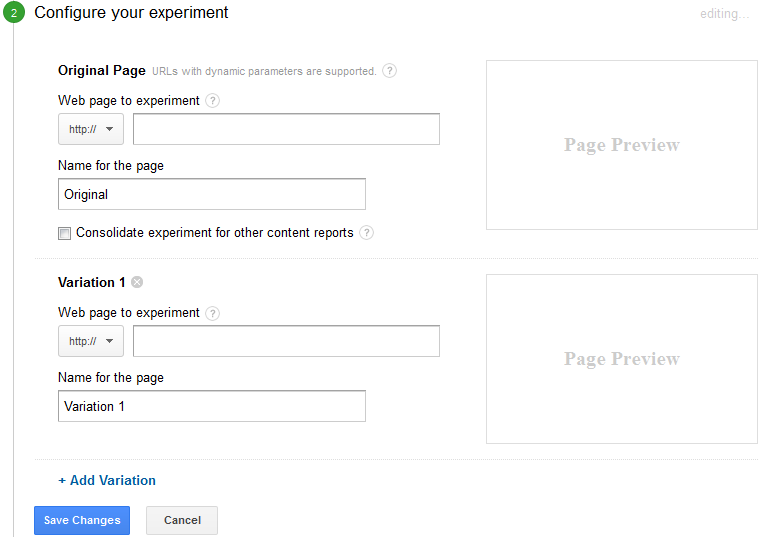 2 Configure your experiment editing...
Original Page URLs with dynamic parameters are supported. ?
Web page to experiment ?
http://
Page Preview
Name for the page
Original
Consolidate experiment for other content reports ?
Variation 1
Web page to experiment ?
http://
Page Preview
Name for the page
Variation 1
+ Add Variation
Save Changes Cancel